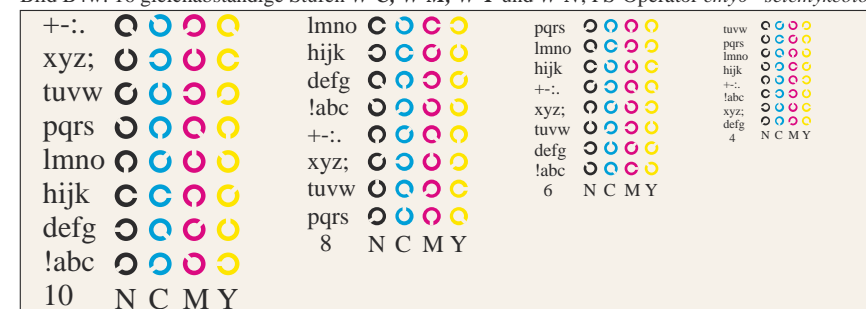 +-:.
xyz;
tuvw
pqrs
lmno
hijk
defg
!abc
10 N C M Y
lmno
hijk
defg
!abc
+-:.
xyz;
tuvw
pqrs
8 N C M Y
pqrs
lmno
hijk
+-:.
xyz;
tuvw
defg
!abc
6 N C M Y
tuvw
pqrs
lmno
hijk
+-:.
!abc
xyz;
defg
4 N C M Y